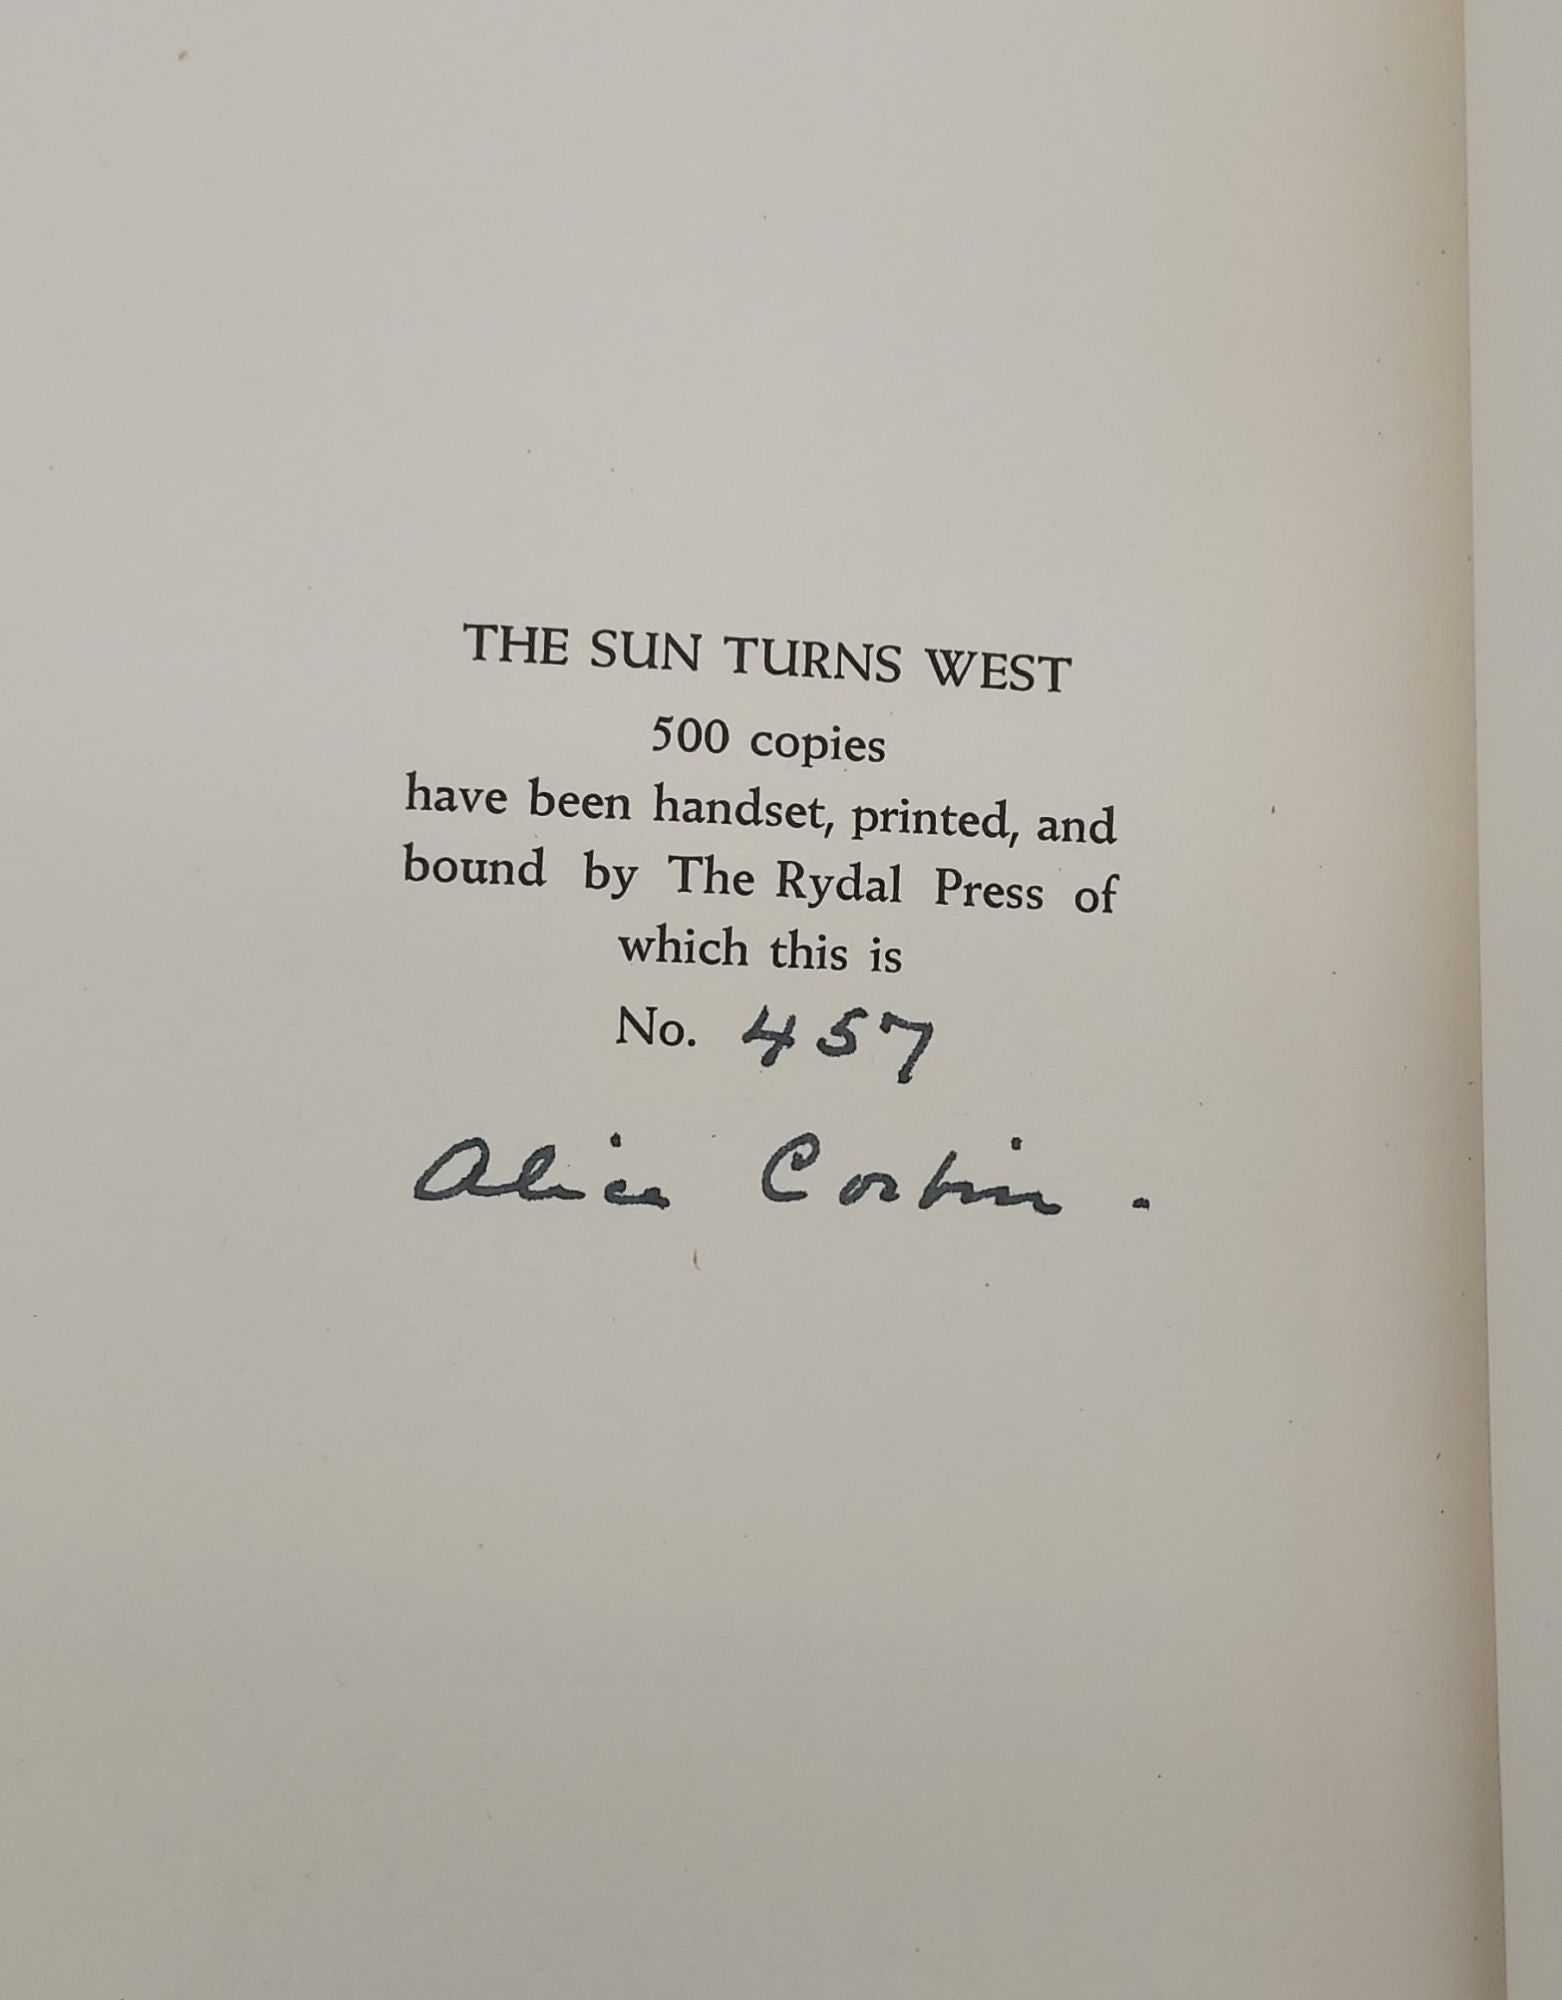 THE SUN TURNS WEST
500 copies
have been handset, printed, and
bound by The Rydal Press of
which this is
No. 457
Alice Corbin.